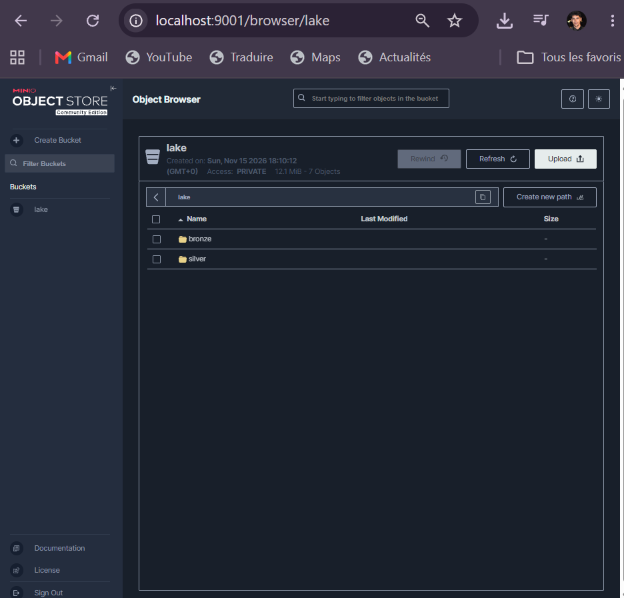 localhost:9001/browser/lake
Gmail YouTube Traduire Maps Actualités Tous les favoris
MINIO
OBJECT STORE
Community Edition
Create Bucket
Filter Buckets
Buckets
lake
Documentation
License
Sign Out
Object Browser
Start typing to filter objects in the bucket
lake
Created on: Sun, Nov 15 2026 18:10:12
(GMT+0) Access: PRIVATE 12.1 MiB - 7 Objects
Rewind Refresh Upload
lake Create new path
Name Last Modified Size
bronze -
silver -